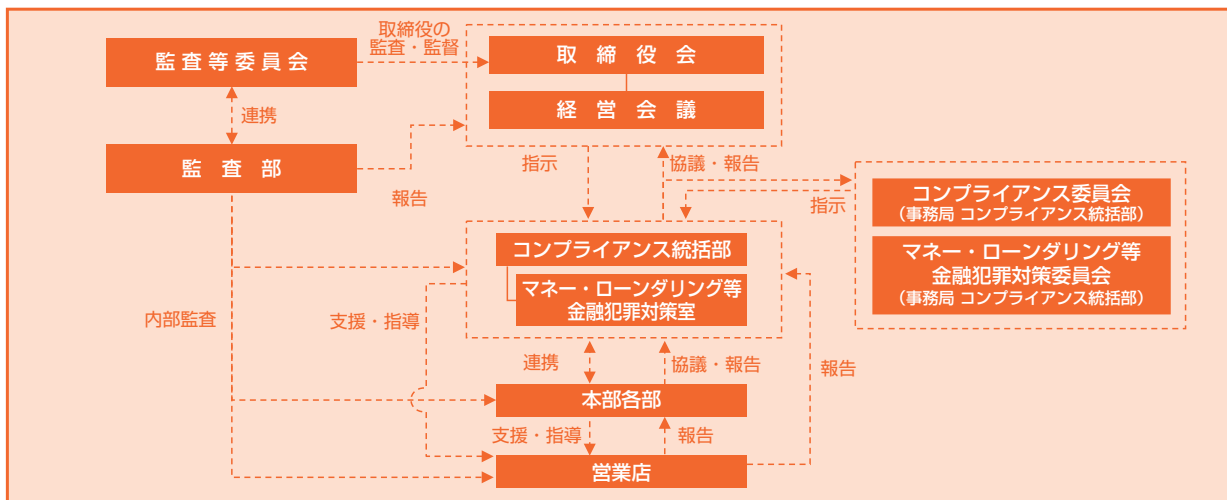 監査等委員会
取締役の
監査・監督
取締役会
経営会議
連携
監査部
報告
指示
協議・報告
指示
コンプライアンス委員会
（事務局 コンプライアンス統括部）
マネー・ローンダリング等
金融犯罪対策委員会
（事務局 コンプライアンス統括部）
コンプライアンス統括部
マネー・ローンダリング等
金融犯罪対策室
内部監査
支援・指導
連携
協議・報告
報告
本部各部
支援・指導
報告
営業店